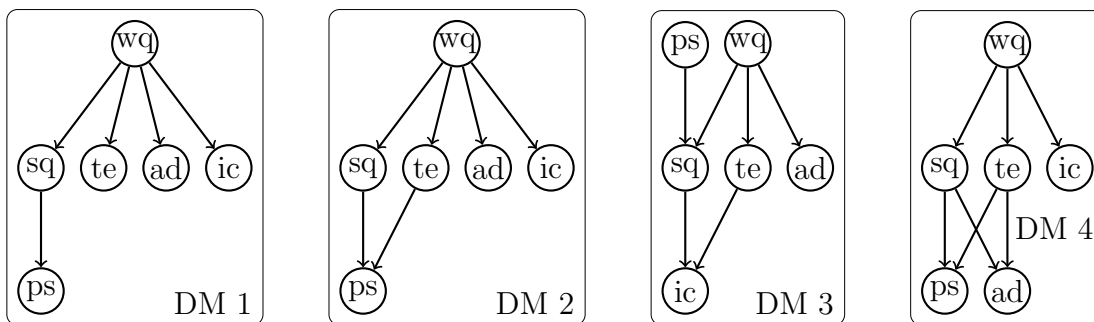 wq
sq te ad ic
ps
DM 1
wq
sq te ad ic
ps
DM 2
ps wq
sq te ad
ic
DM 3
wq
sq te ic
DM 4
ps ad